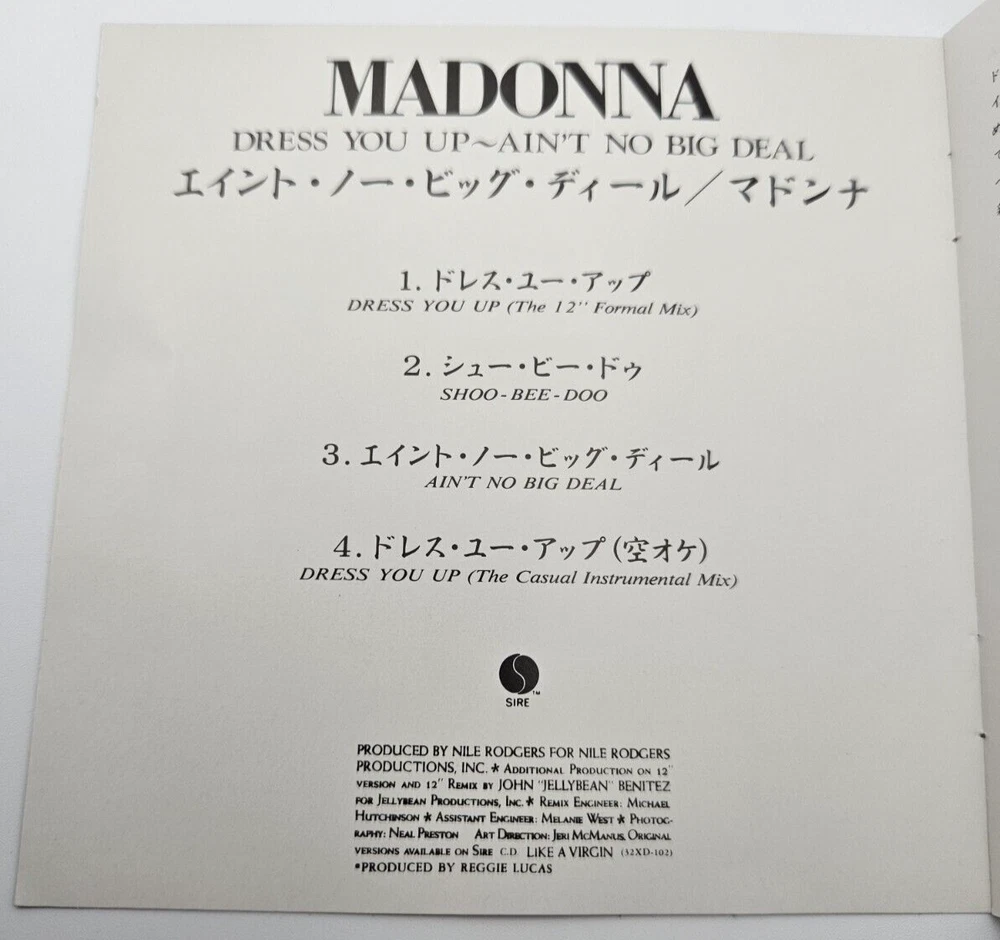 MADONNA
DRESS YOU UP~AIN'T NO BIG DEAL
エイント・ノー・ビッグ・ディール／マドンナ
1. ドレス・ユー・アップ
DRESS YOU UP (The 12" Formal Mix)
2. シュー・ビー・ドゥ
SHOO-BEE-DOO
3. エイント・ノー・ビッグ・ディール
AIN'T NO BIG DEAL
4. ドレス・ユー・アップ(空オケ)
DRESS YOU UP (The Casual Instrumental Mix)
SIRE ™
PRODUCED BY NILE RODGERS FOR NILE RODGERS
PRODUCTIONS, INC. * ADDITIONAL PRODUCTION ON 12"
VERSION AND 12" REMIX BY JOHN "JELLYBEAN" BENITEZ
FOR JELLYBEAN PRODUCTIONS, INC. * REMIX ENGINEER: MICHAEL
HUTCHINSON * ASSISTANT ENGINEER: MELANIE WEST * PHOTOG-
RAPHY: NEAL PRESTON ART DIRECTION: JERI MCMANUS. ORIGINAL
VERSIONS AVAILABLE ON SIRE C.D. LIKE A VIRGIN (32XD-102)
*PRODUCED BY REGGIE LUCAS